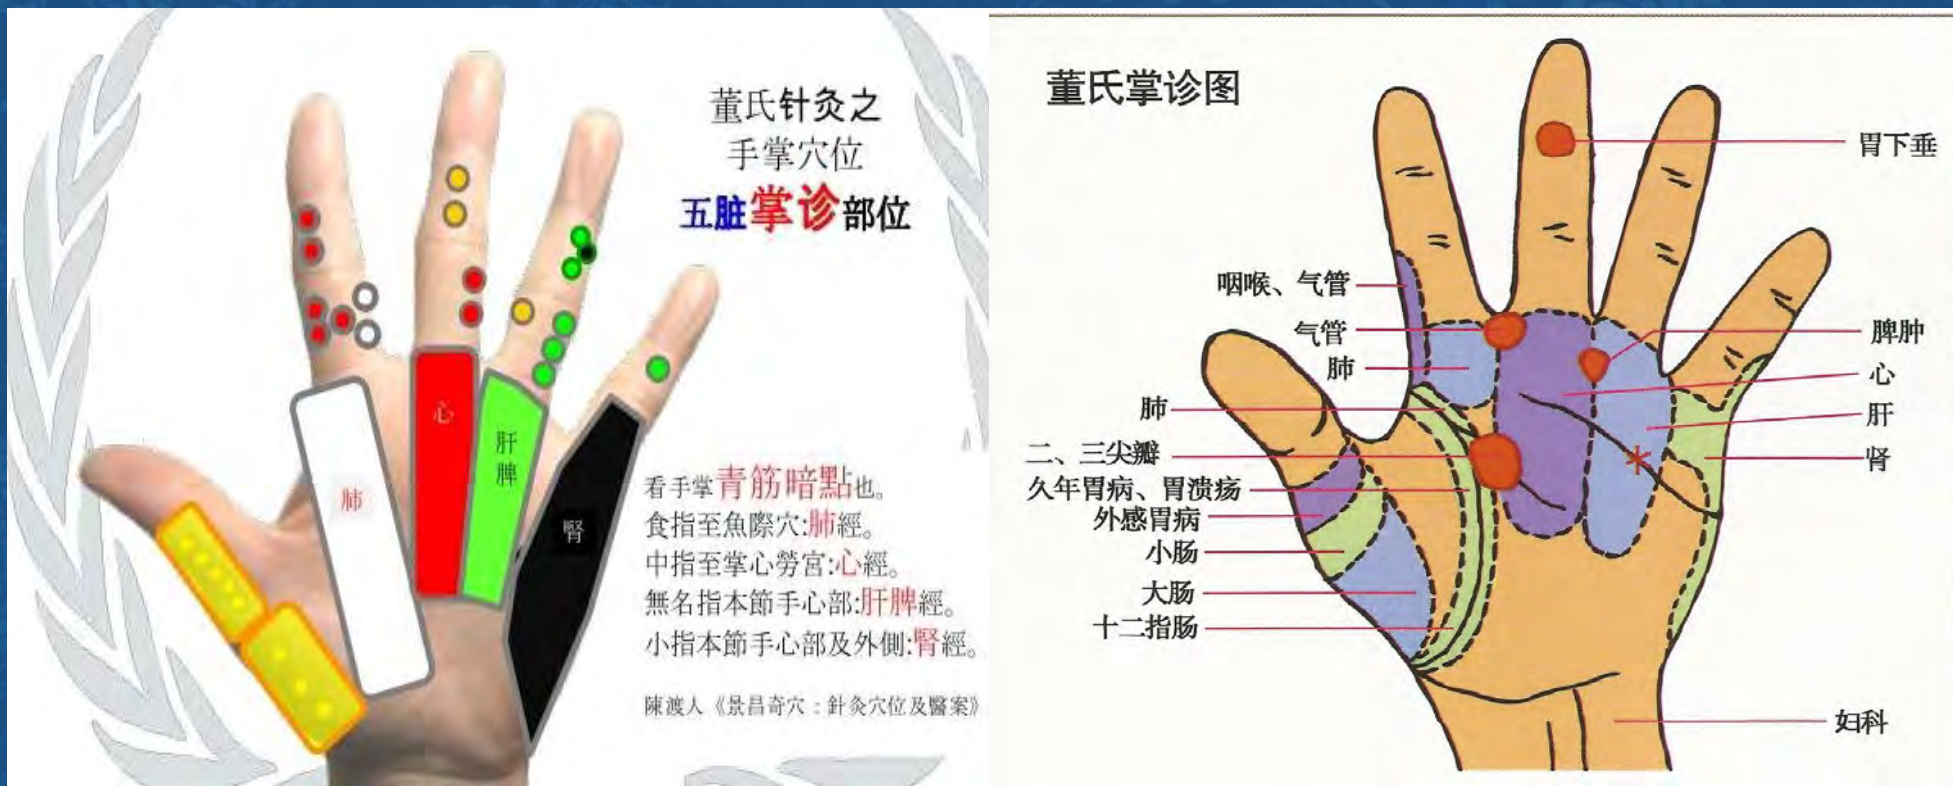 董氏针灸之
手掌穴位
五脏掌诊部位
肺
心
肝
脾
腎
看手掌青筋暗點也。
食指至魚際穴:肺經。
中指至掌心勞宮:心經。
無名指本節手心部:肝脾經。
小指本節手心部及外側:腎經。
陳渡人《景昌奇穴：針灸穴位及醫案》
董氏掌诊图
咽喉、气管
气管
肺
肺
二、三尖瓣
久年胃病、胃溃疡
外感胃病
小肠
大肠
十二指肠
胃下垂
脾肿
心
肝
肾
妇科